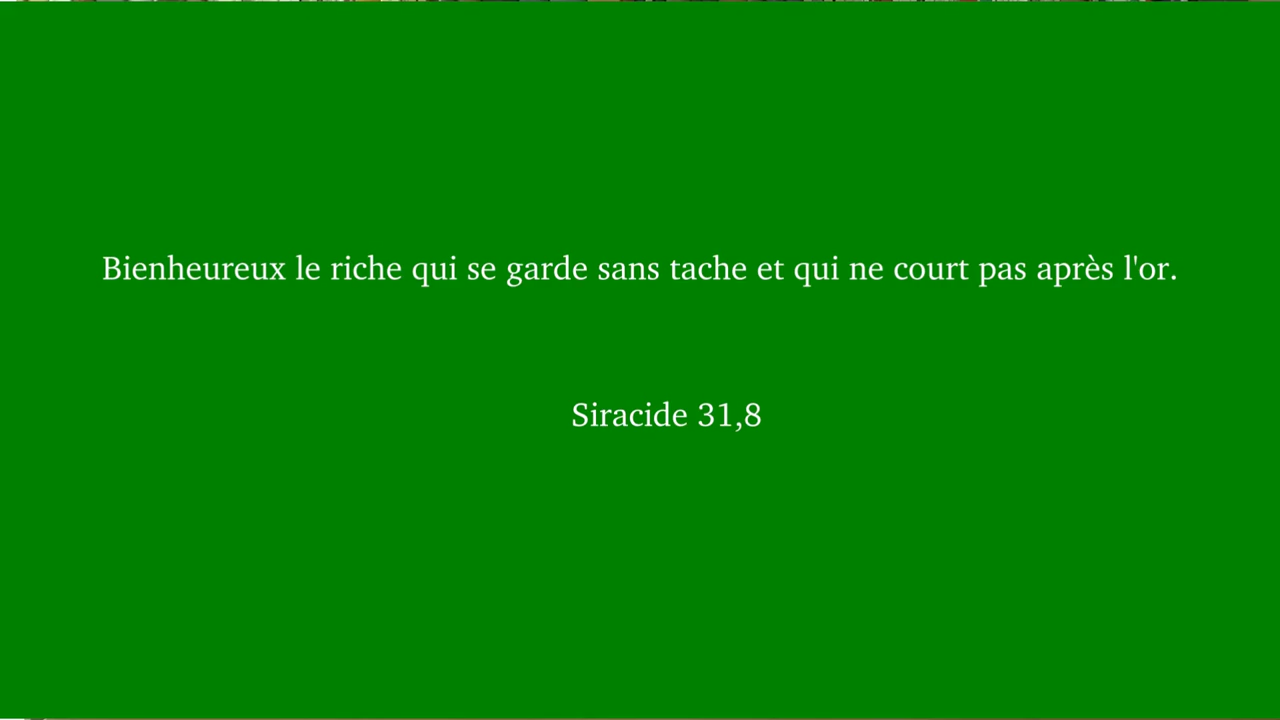 Bienheureux le riche qui se garde sans tache et qui ne court pas après l'or.
Siracide 31,8